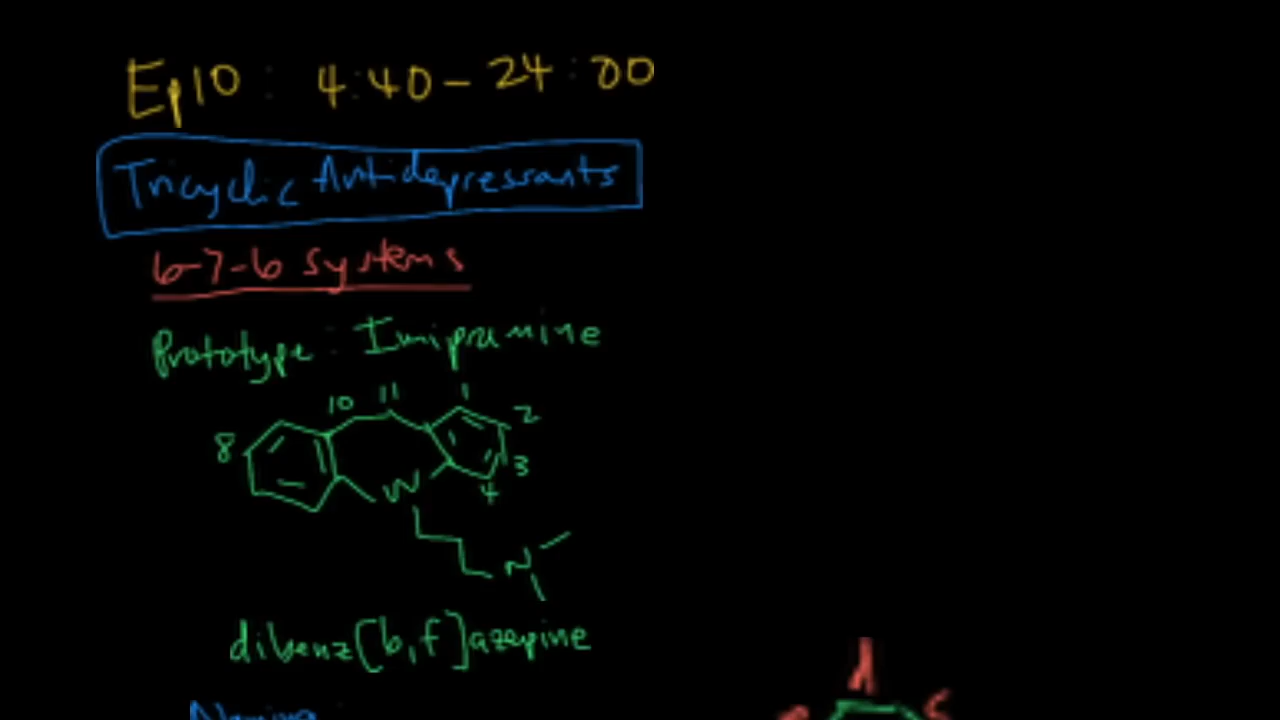 Ep10 : 4:40 - 24:00
Tricyclic Antidepressants
6-7-6 systems
Prototype : Imipramine
10 11 1
8 2
3
N 4
N
dibenz[b,f]azepine
Naming :